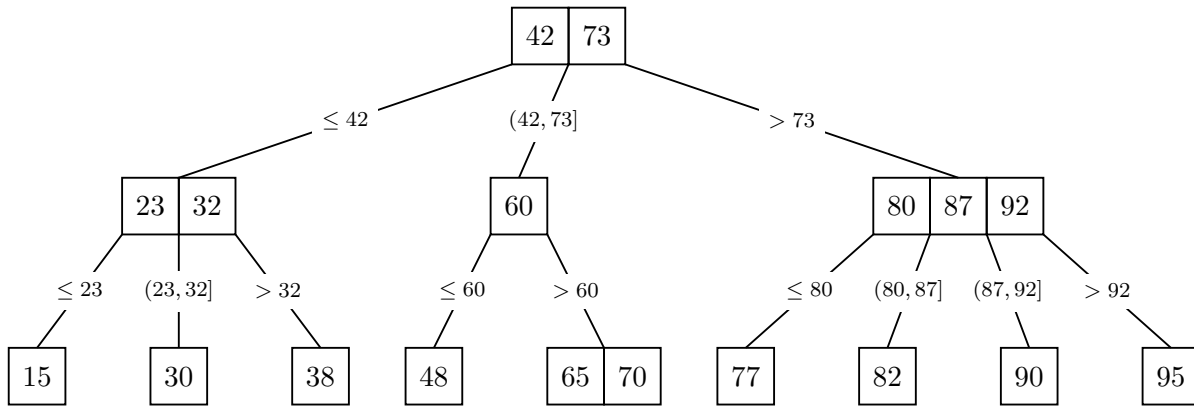 42 73
≤ 42 (42, 73] > 73
23 32 60 80 87 92
≤ 23 (23, 32] > 32 ≤ 60 > 60 ≤ 80 (80, 87] (87, 92] > 92
15 30 38 48 65 70 77 82 90 95